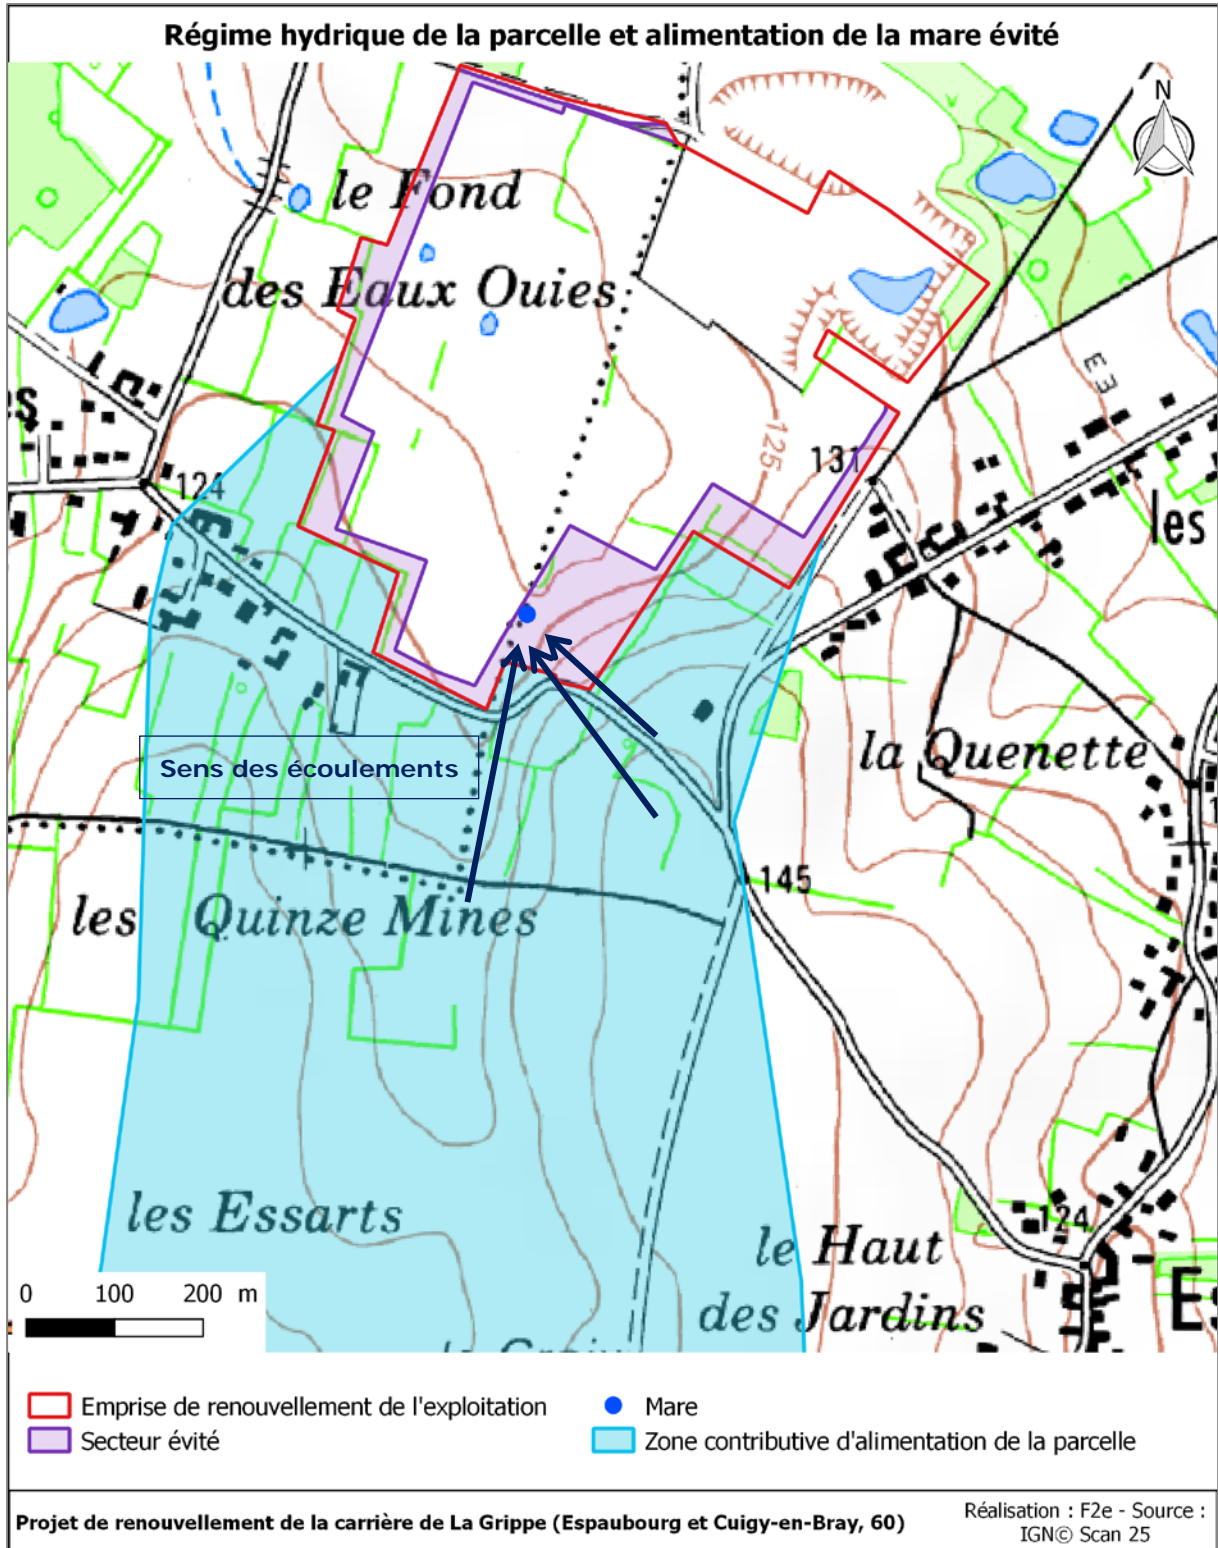 Régime hydrique de la parcelle et alimentation de la mare évité
N
le Fond
des Eaux Ouies
E 3
125
131
124
les
la Quenette
Sens des écoulements
145
les Quinze Mines
les Essarts
124
le Haut
des Jardins
0 100 200 m
Emprise de renouvellement de l'exploitation
Mare
Secteur évité
Zone contributive d'alimentation de la parcelle
Projet de renouvellement de la carrière de La Grippe (Espaubourg et Cuigy-en-Bray, 60)
Réalisation : F2e - Source :
IGN© Scan 25